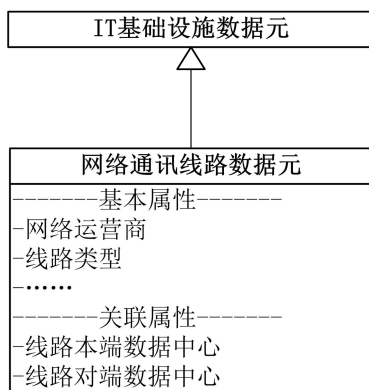 IT基础设施数据元
网络通讯线路数据元
-------基本属性-------
-网络运营商
-线路类型
-……
-------关联属性-------
-线路本端数据中心
-线路对端数据中心